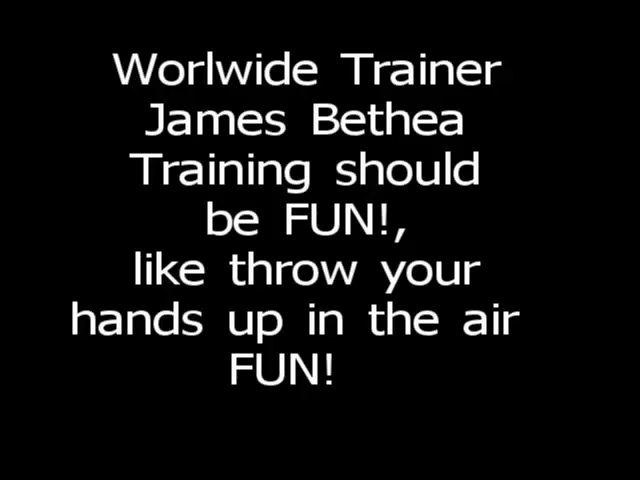 Worlwide Trainer
James Bethea
Training should
be FUN!,
like throw your
hands up in the air
FUN!